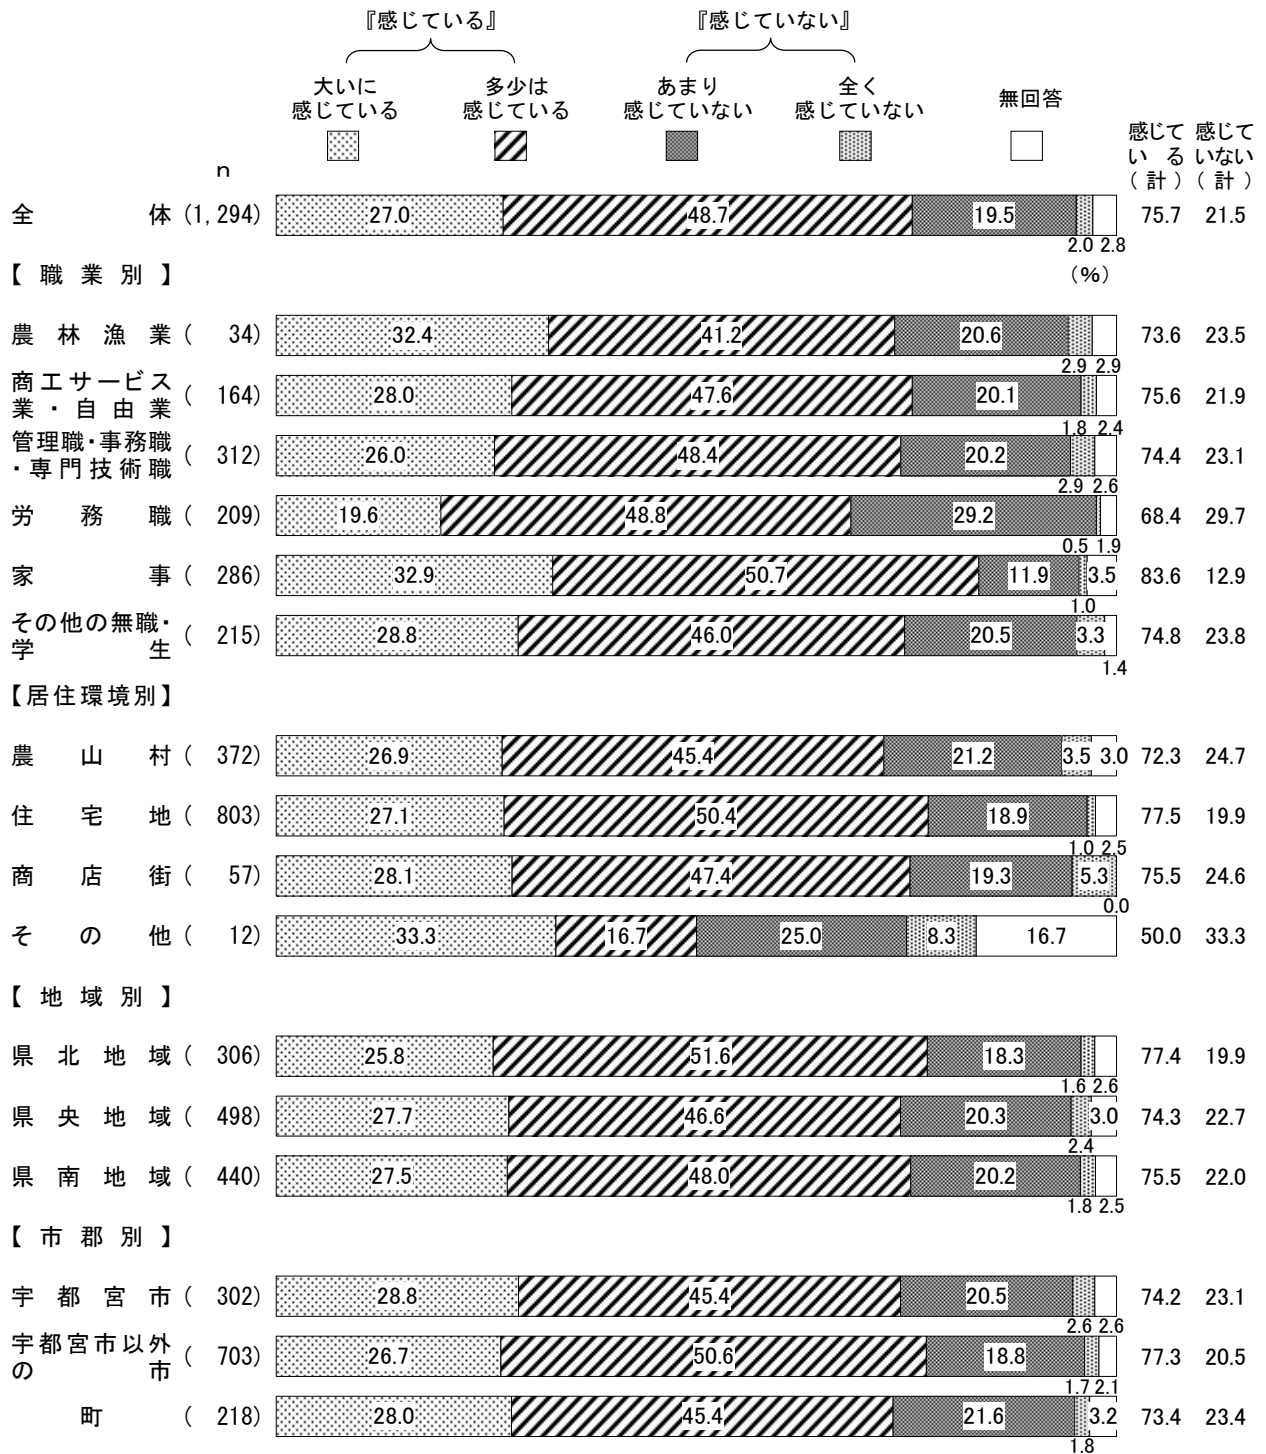 『感じている』 『感じていない』
大いに 多少は あまり 全く
感じている 感じている 感じていない 感じていない 無回答
感じて 感じて
い る いない
n （計） （計）
全体 (1,294) 27.0 48.7 19.5 75.7 21.5
2.0 2.8
【職業別】 （％）
農林漁業 ( 34) 32.4 41.2 20.6 73.6 23.5
2.9 2.9
商工サービス
業・自由業 ( 164) 28.0 47.6 20.1 75.6 21.9
1.8 2.4
管理職・事務職
・専門技術職 ( 312) 26.0 48.4 20.2 74.4 23.1
2.9 2.6
労務職 ( 209) 19.6 48.8 29.2 68.4 29.7
0.5 1.9
家事 ( 286) 32.9 50.7 11.9 3.5 83.6 12.9
1.0
その他の無職・
学生 ( 215) 28.8 46.0 20.5 3.3 74.8 23.8
1.4
【居住環境別】
農山村 ( 372) 26.9 45.4 21.2 3.5 3.0 72.3 24.7
住宅地 ( 803) 27.1 50.4 18.9 77.5 19.9
1.0 2.5
商店街 ( 57) 28.1 47.4 19.3 5.3 75.5 24.6
0.0
その他 ( 12) 33.3 16.7 25.0 8.3 16.7 50.0 33.3
【地域別】
県北地域 ( 306) 25.8 51.6 18.3 77.4 19.9
1.6 2.6
県央地域 ( 498) 27.7 46.6 20.3 3.0 74.3 22.7
2.4
県南地域 ( 440) 27.5 48.0 20.2 75.5 22.0
1.8 2.5
【市郡別】
宇都宮市 ( 302) 28.8 45.4 20.5 74.2 23.1
2.6 2.6
宇都宮市以外
の市 ( 703) 26.7 50.6 18.8 77.3 20.5
1.7 2.1
町 ( 218) 28.0 45.4 21.6 3.2 73.4 23.4
1.8